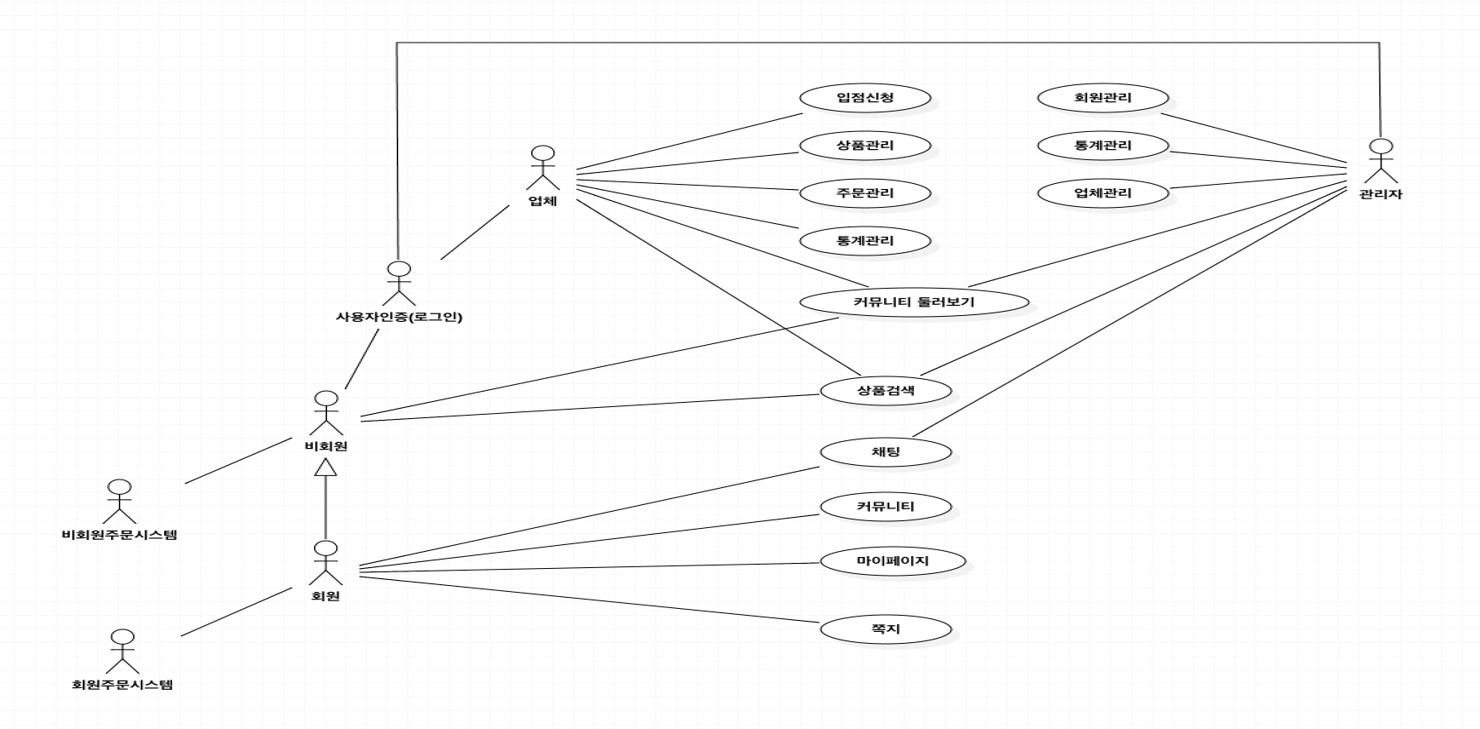 입점신청
회원관리
상품관리
통계관리
업체
주문관리
업체관리
관리자
통계관리
사용자인증(로그인)
커뮤니티 둘러보기
상품검색
비회원
채팅
커뮤니티
비회원주문시스템
마이페이지
회원
쪽지
회원주문시스템